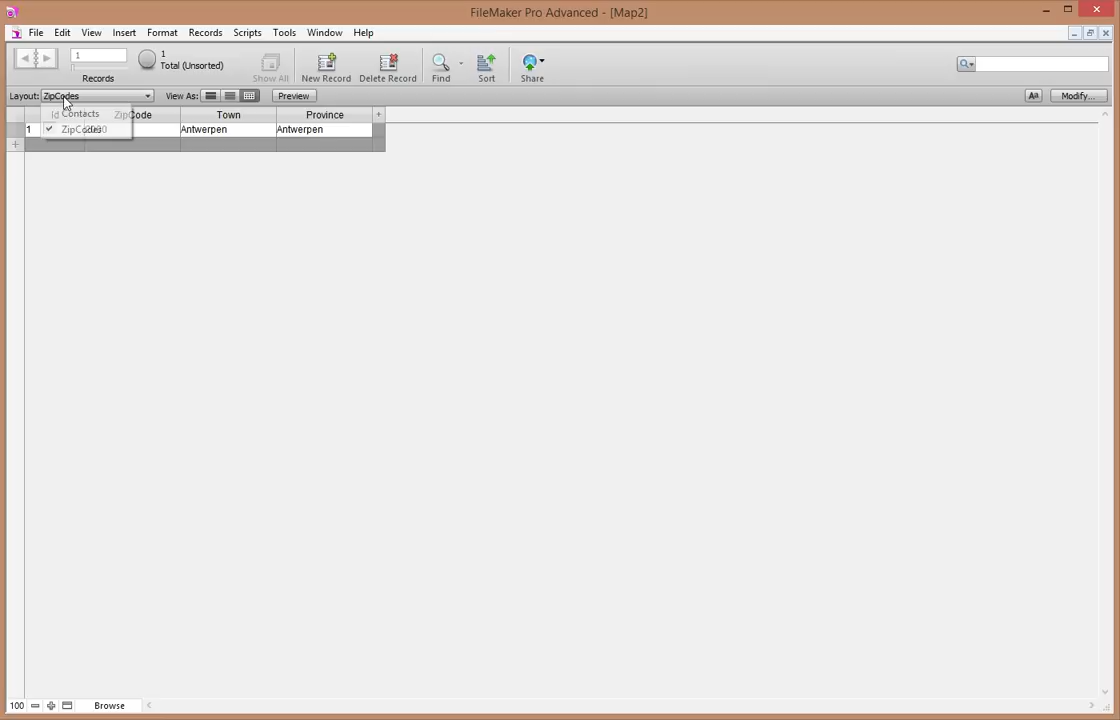 FileMaker Pro Advanced - [Map2]
File Edit View Insert Format Records Scripts Tools Window Help
1
1
Total (Unsorted)
Records
Show All
New Record
Delete Record
Find
Sort
Share
Layout: ZipCodes
View As:
Preview
Aa
Modify...
Id ZipCode Town Province +
Contacts
ZipCodes
1 Antwerpen Antwerpen
+
100
Browse